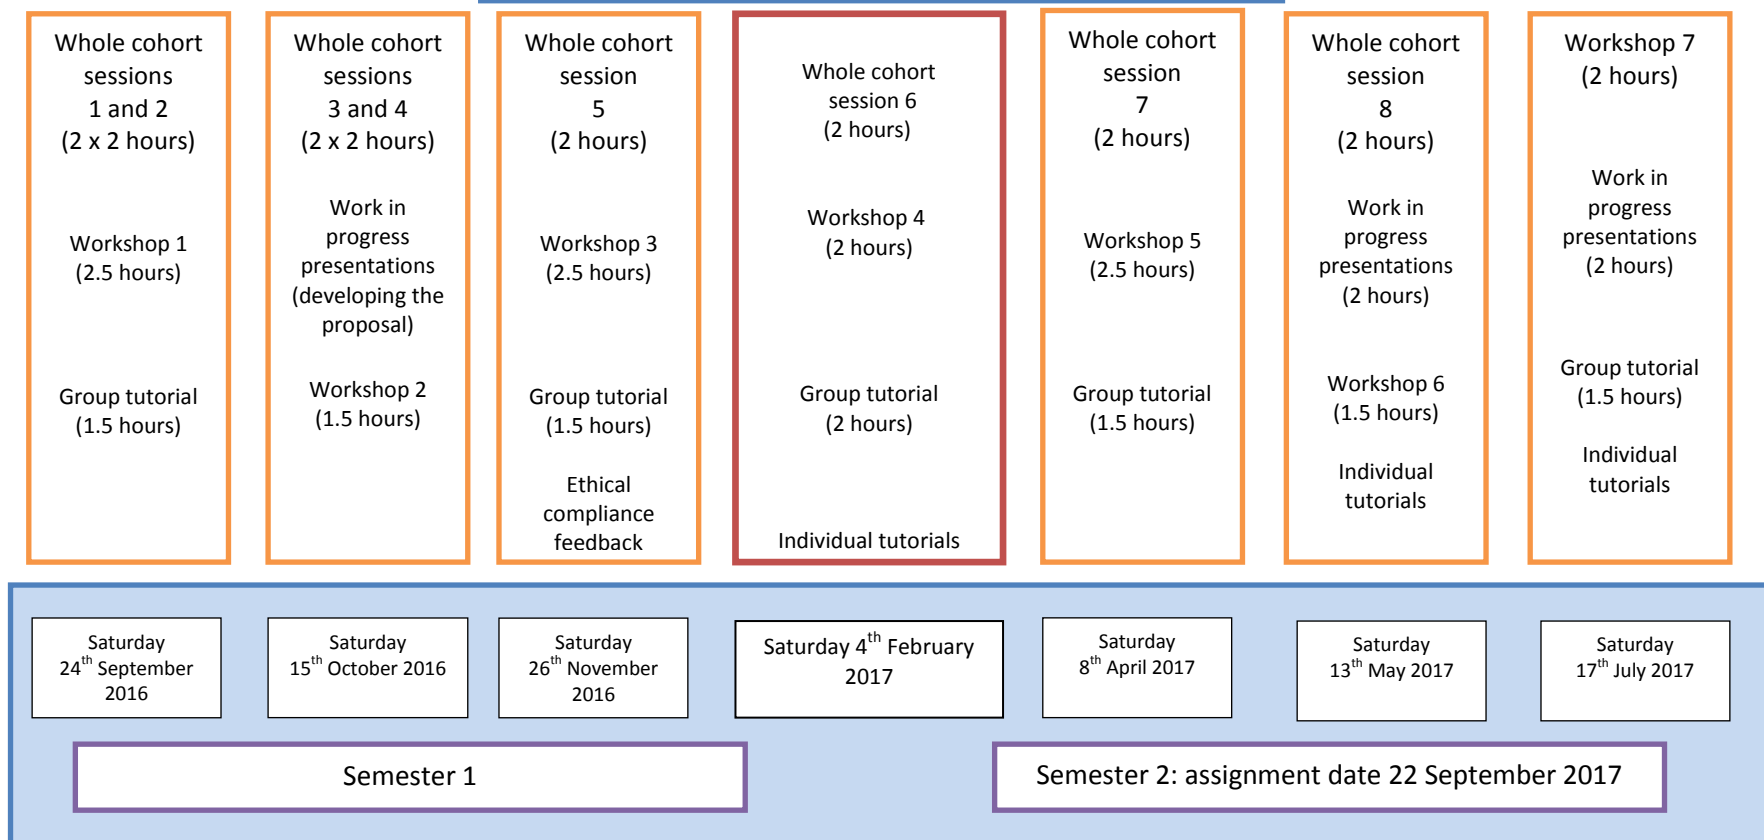 Whole cohort
sessions
1 and 2
(2 x 2 hours)
Workshop 1
(2.5 hours)
Group tutorial
(1.5 hours)
Whole cohort
sessions
3 and 4
(2 x 2 hours)
Work in
progress
presentations
(developing the
proposal)
Workshop 2
(1.5 hours)
Whole cohort
session
5
(2 hours)
Workshop 3
(2.5 hours)
Group tutorial
(1.5 hours)
Ethical
compliance
feedback
Whole cohort
session 6
(2 hours)
Workshop 4
(2 hours)
Group tutorial
(2 hours)
Individual tutorials
Whole cohort
session
7
(2 hours)
Workshop 5
(2.5 hours)
Group tutorial
(1.5 hours)
Whole cohort
session
8
(2 hours)
Work in
progress
presentations
(2 hours)
Workshop 6
(1.5 hours)
Individual
tutorials
Workshop 7
(2 hours)
Work in
progress
presentations
(2 hours)
Group tutorial
(1.5 hours)
Individual
tutorials
Saturday
24th September
2016
Saturday
15th October 2016
Saturday
26th November
2016
Saturday 4th February
2017
Saturday
8th April 2017
Saturday
13th May 2017
Saturday
17th July 2017
Semester 1
Semester 2: assignment date 22 September 2017